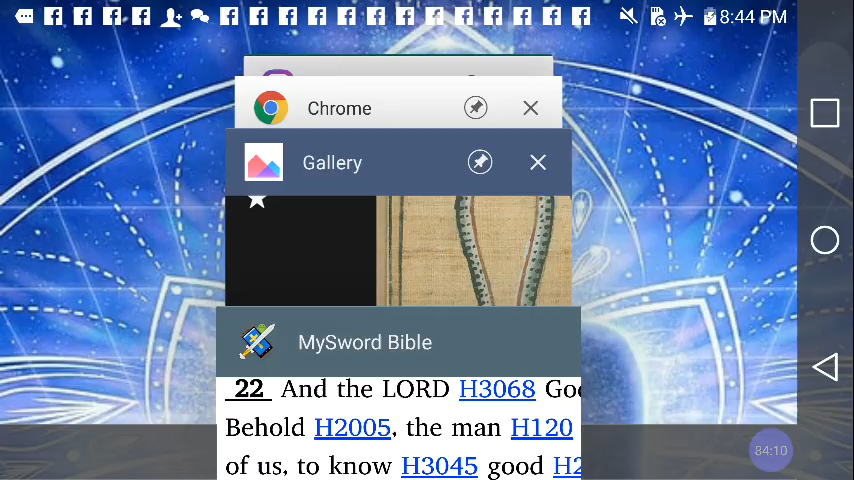 8:44 PM
Chrome
Gallery
MySword Bible
22 And the LORD H3068
Behold H2005, the man H120
of us, to know H3045 good
84:10